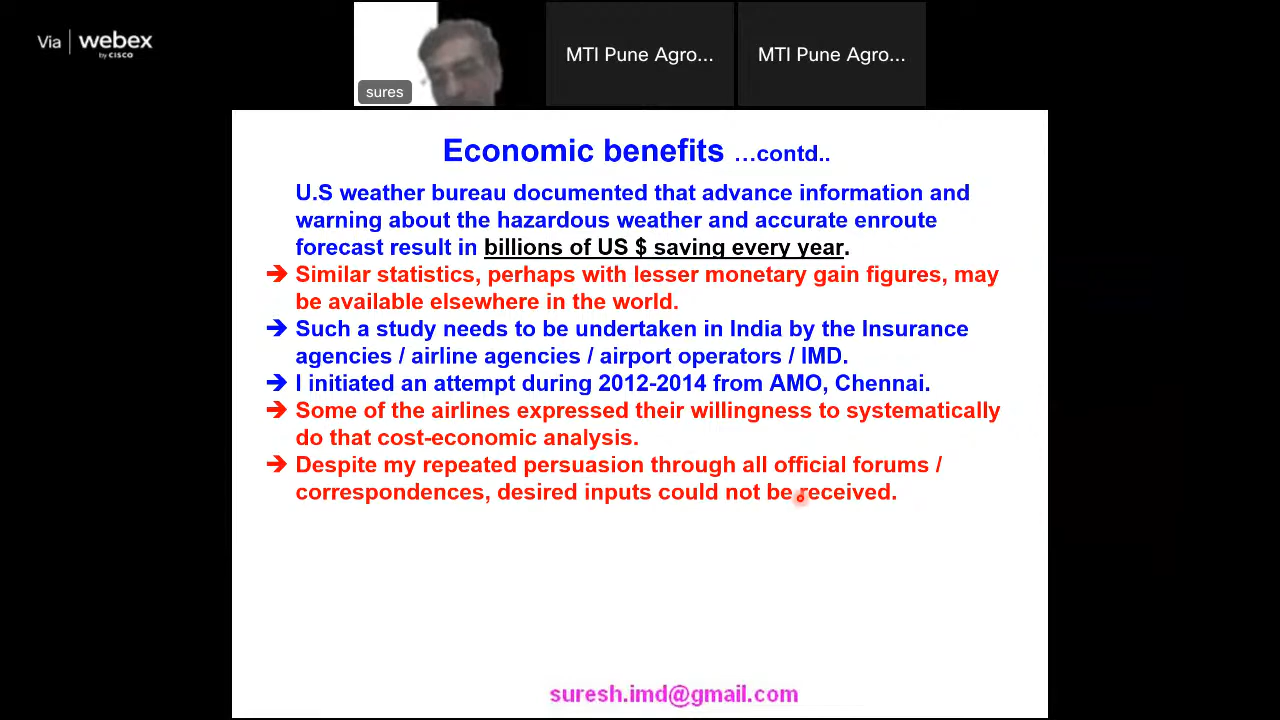 Via webex
by CISCO
MTI Pune Agro...
MTI Pune Agro...
sures
Economic benefits ...contd..
U.S weather bureau documented that advance information and
warning about the hazardous weather and accurate enroute
forecast result in billions of US $ saving every year.
➔ Similar statistics, perhaps with lesser monetary gain figures, may
be available elsewhere in the world.
➔ Such a study needs to be undertaken in India by the Insurance
agencies / airline agencies / airport operators / IMD.
➔ I initiated an attempt during 2012-2014 from AMO, Chennai.
➔ Some of the airlines expressed their willingness to systematically
do that cost-economic analysis.
➔ Despite my repeated persuasion through all official forums /
correspondences, desired inputs could not be received.
suresh.imd@gmail.com